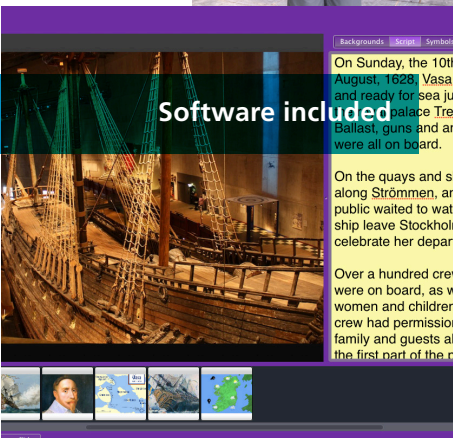 Backgrounds Script Symbols
On Sunday, the 10th
August, 1628, Vasa
and ready for sea ju
palace Tre
Ballast, guns and ar
were all on board.
Software included
On the quays and s
along Strömmen, ar
public waited to wat
ship leave Stockhol
celebrate her depar
Over a hundred crew
were on board, as w
women and children
crew had permission
family and guests al
the first part of the p